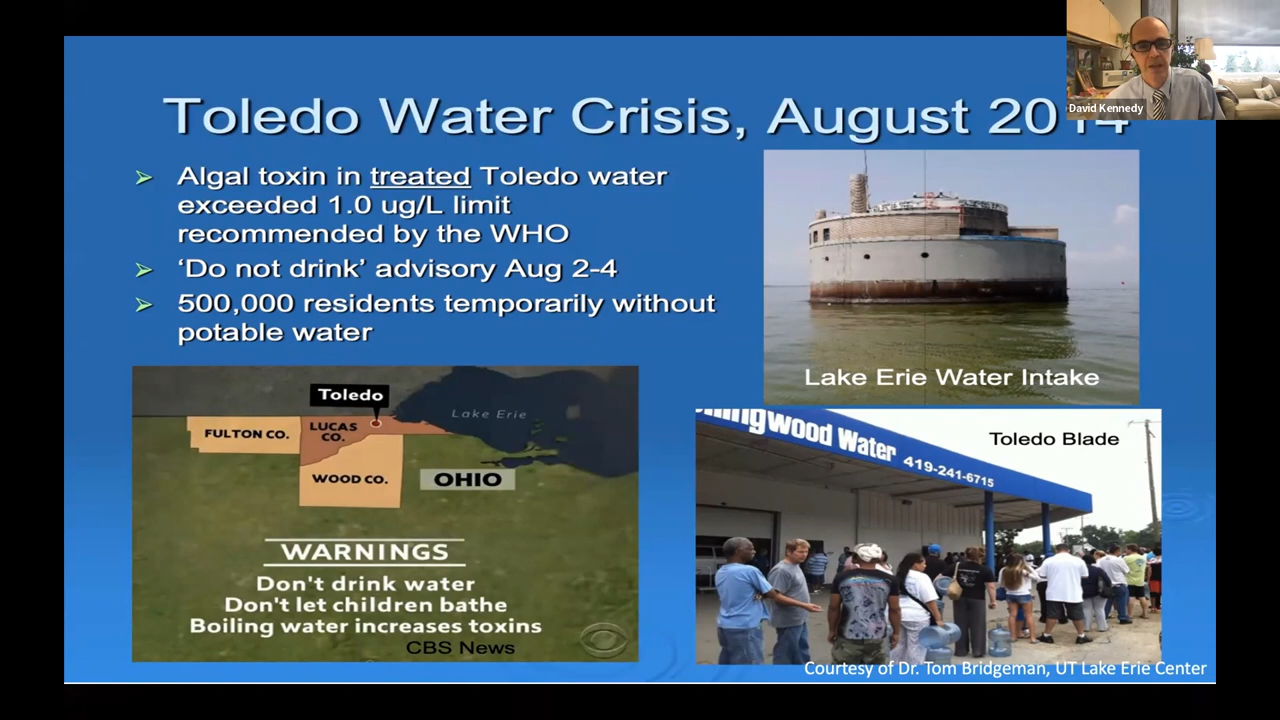 David Kennedy
Toledo Water Crisis, August 2014
Algal toxin in treated Toledo water
exceeded 1.0 ug/L limit
recommended by the WHO
‘Do not drink’ advisory Aug 2-4
500,000 residents temporarily without
potable water
Lake Erie Water Intake
Toledo
Lake Erie
FULTON CO.
LUCAS
CO.
WOOD CO.
OHIO
WARNINGS
Don't drink water
Don't let children bathe
Boiling water increases toxins
CBS News
Water 419-241-6715
Toledo Blade
Courtesy of Dr. Tom Bridgeman, UT Lake Erie Center